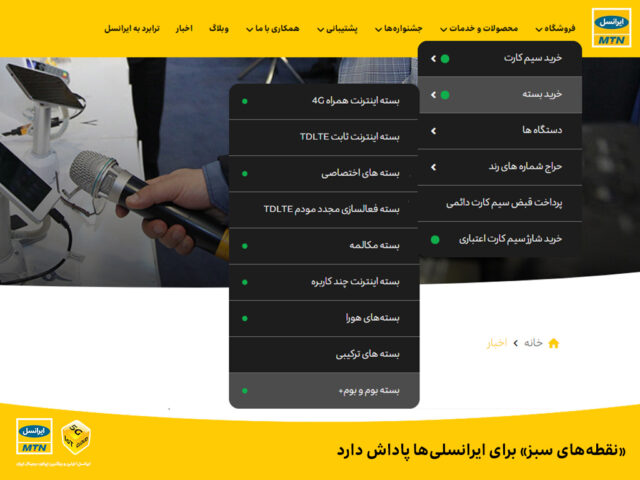 ایرانسل
MTN
فروشگاه
محصولات و خدمات
جشنواره‌ها
پشتیبانی
همکاری با ما
وبلاگ
اخبار
ترابرد به ایرانسل
خرید سیم کارت
خرید بسته
دستگاه ها
حراج شماره های رند
پرداخت قبض سیم کارت دائمی
خرید شارژ سیم کارت اعتباری
بسته اینترنت همراه 4G
بسته اینترنت ثابت TDLTE
بسته های اختصاصی
بسته فعالسازی مجدد مودم TDLTE
بسته مکالمه
بسته اینترنت چند کاربره
بسته‌های هورا
بسته های ترکیبی
بسته بوم و بوم+
خانه
اخبار
«نقطه‌های سبز» برای ایرانسلی‌ها پاداش دارد
5G
ایرانسل
MTN